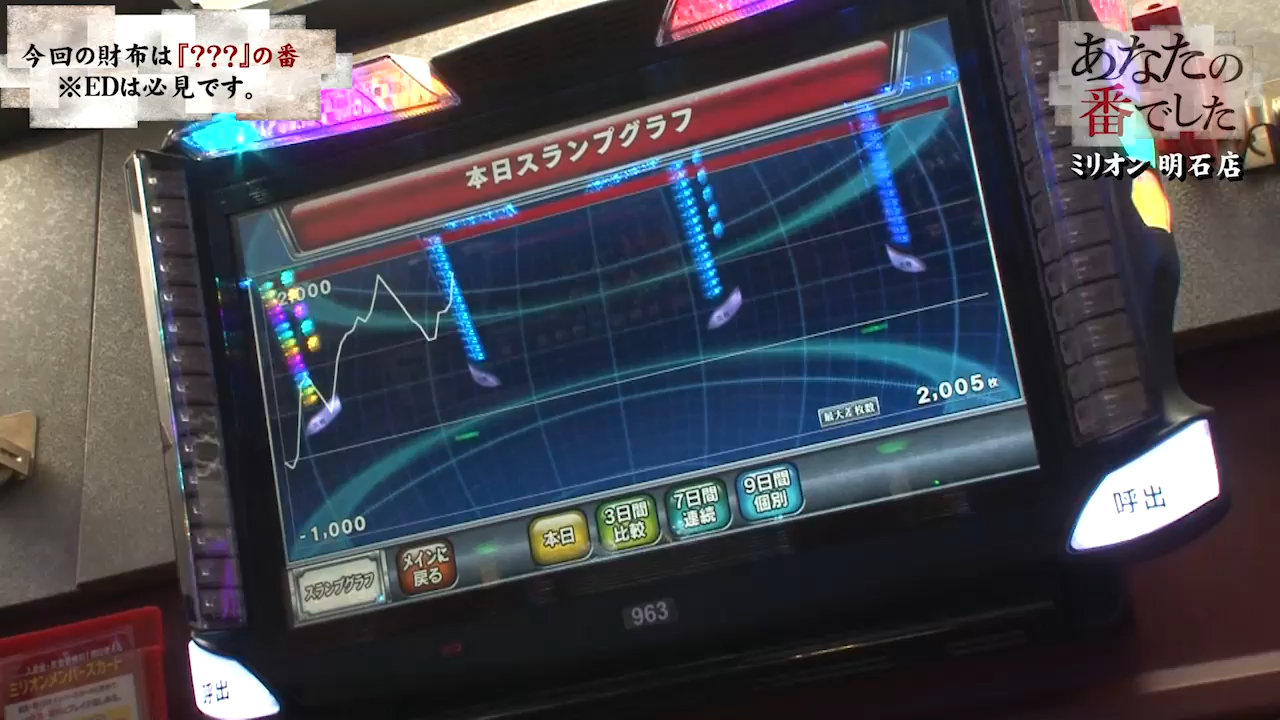 今回の財布は『???』の番
※EDは必見です。
あなたの
番でした
ミリオン 明石店
本日スランプグラフ
2,000
2,005枚
最大差枚数
-1,000
本日
3日間
比較
7日間
連続
9日間
個別
メインに
戻る
スランプグラフ
963
呼出
呼出
ミリオンメンバーズカード